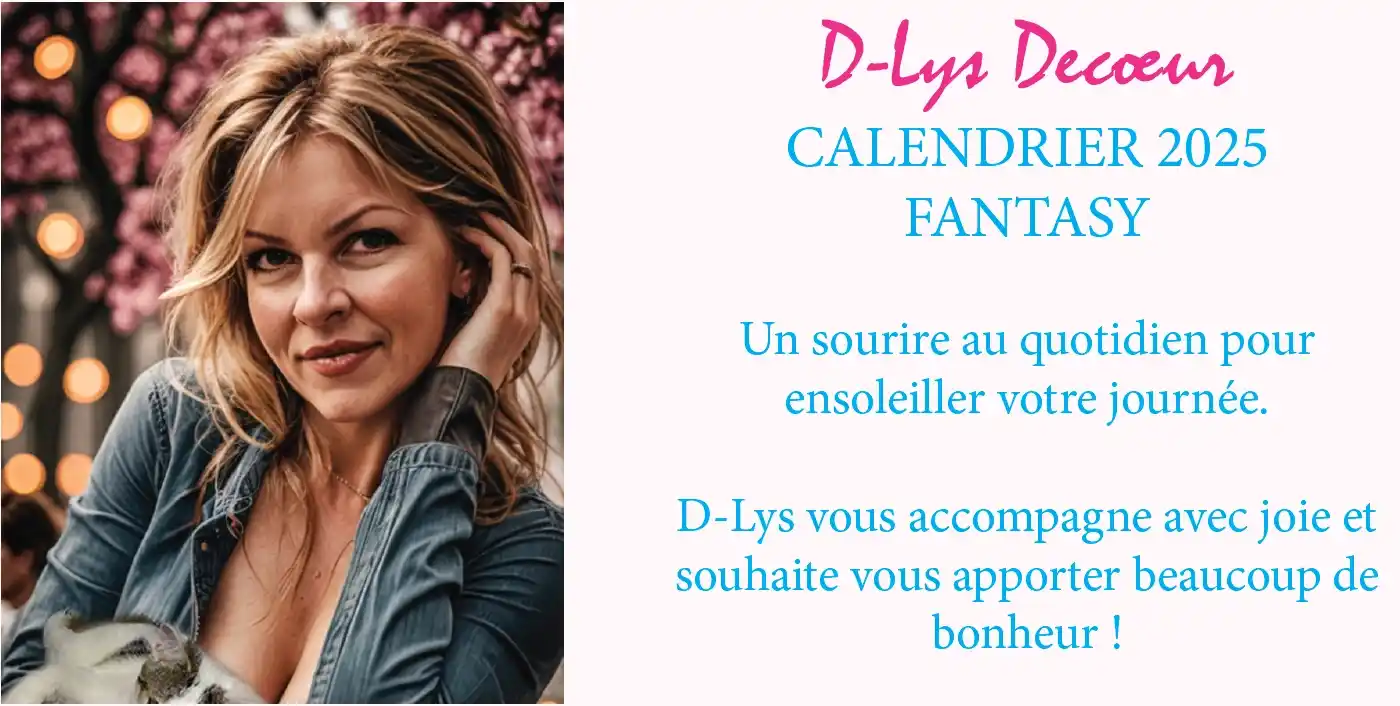 D-Lys Decœur
CALENDRIER 2025
FANTASY
Un sourire au quotidien pour
ensoleiller votre journée.
D-Lys vous accompagne avec joie et
souhaite vous apporter beaucoup de
bonheur !